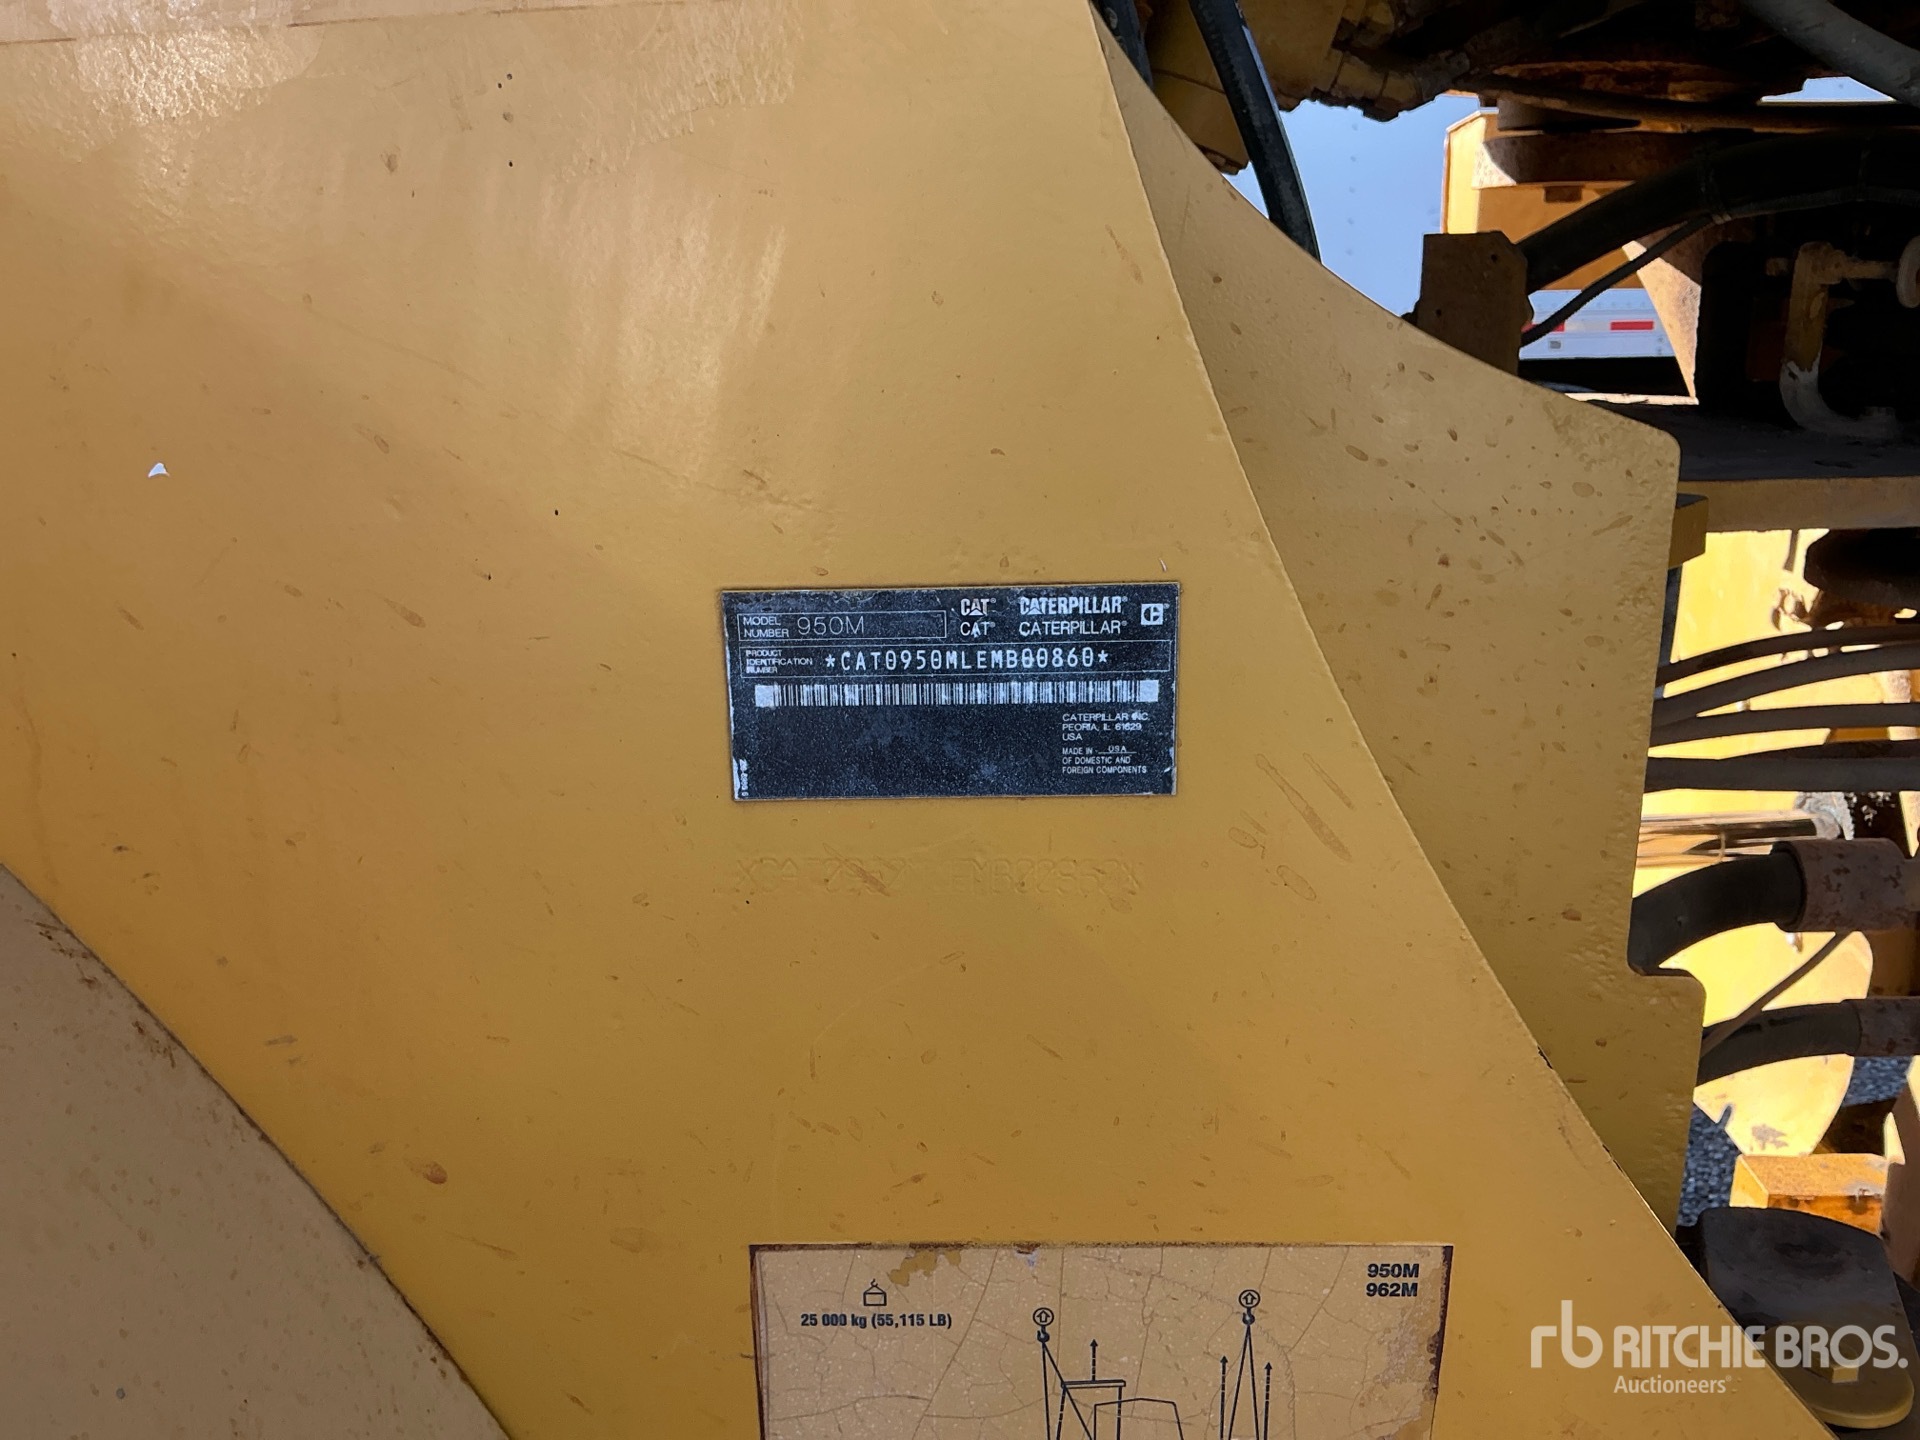 MODEL NUMBER 950M
CAT® CATERPILLAR®
CAT® CATERPILLAR®
PRODUCT IDENTIFICATION NUMBER *CAT0950MLEMB00860*
CATERPILLAR INC.
PEORIA, IL 61629
USA
MADE IN USA
OF DOMESTIC AND
FOREIGN COMPONENTS
950M
962M
25 000 kg (55,115 LB)
rb RITCHIE BROS.
Auctioneers